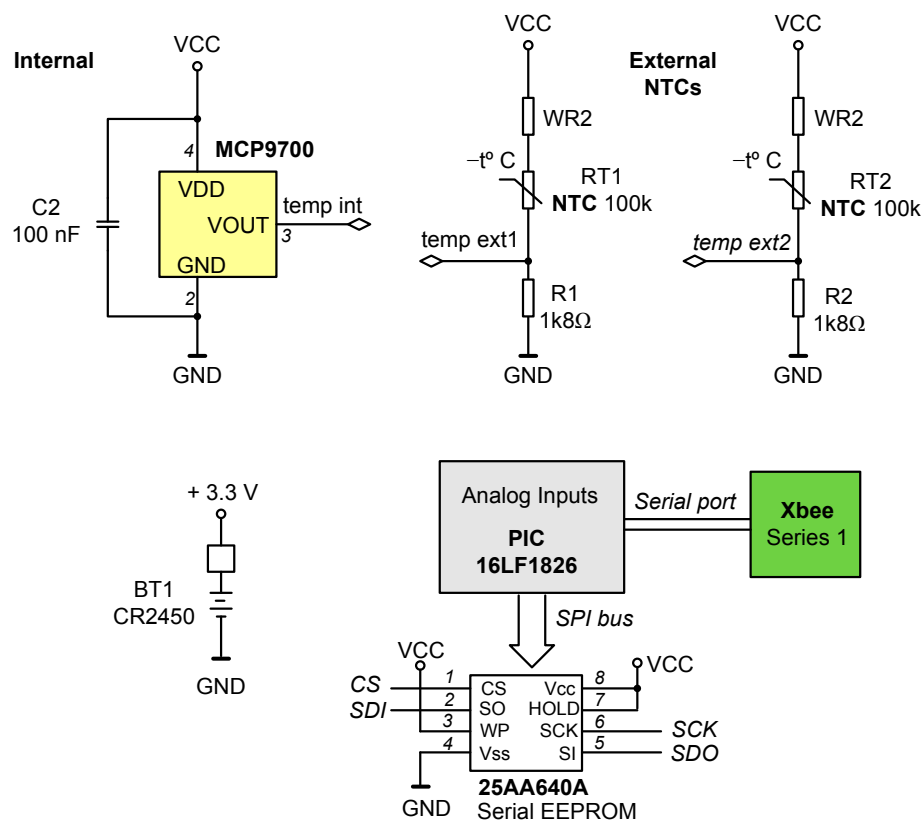 Internal
VCC
4
MCP9700
VDD
VOUT
GND
temp int
3
2
C2
100 nF
GND
VCC
WR2
–tº C
RT1
NTC 100k
temp ext1
R1
1k8Ω
GND
External
NTCs
VCC
WR2
–tº C
RT2
NTC 100k
temp ext2
R2
1k8Ω
GND
+ 3.3 V
BT1
CR2450
GND
Analog Inputs
PIC
16LF1826
Serial port
Xbee
Series 1
SPI bus
VCC
VCC
CS 1 CS Vcc 8
SDI 2 SO HOLD 7
3 WP SCK 6 SCK
4 Vss SI 5 SDO
GND
25AA640A
Serial EEPROM